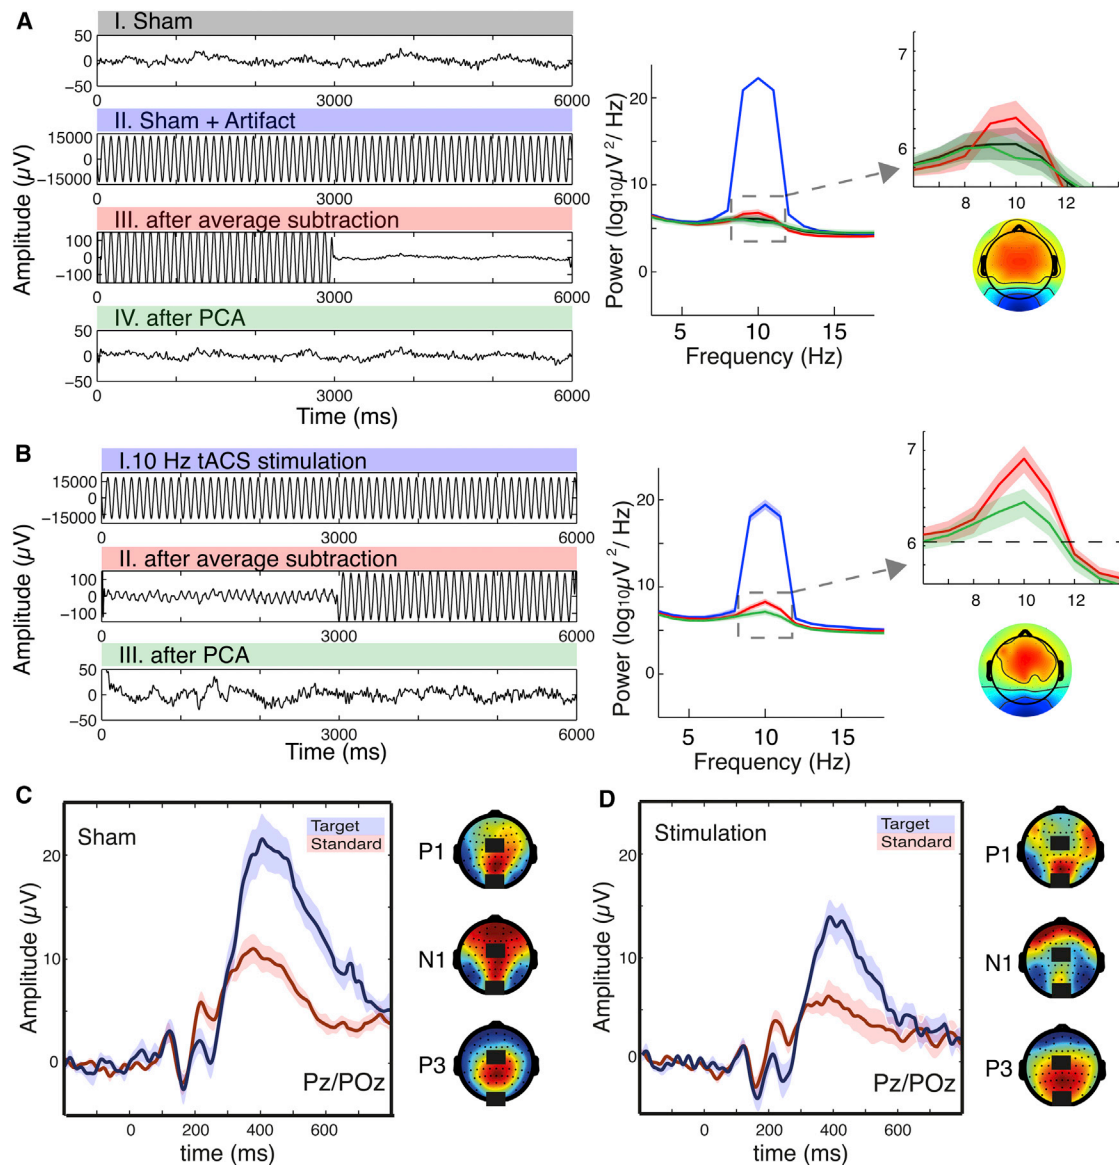 A
I. Sham
50
0
−50
0
3000
6000
II. Sham + Artifact
15000
0
−15000
III. after average subtraction
100
0
−100
0
3000
6000
IV. after PCA
50
0
−50
0
3000
6000
Time (ms)
Amplitude (µV)
20
10
0
5
10
15
Power (log10µV²/ Hz)
Frequency (Hz)
7
6
8
10
12
B
I.10 Hz tACS stimulation
15000
0
−15000
II. after average subtraction
100
0
−100
0
3000
6000
III. after PCA
50
0
−50
0
3000
6000
Time (ms)
Amplitude (µV)
20
10
0
5
10
15
Power (log10µV²/ Hz)
Frequency (Hz)
7
6
8
10
12
C
Sham
Target
Standard
20
10
0
Amplitude (µV)
Pz/POz
0
200
400
600
time (ms)
P1
N1
P3
D
Stimulation
Target
Standard
20
10
0
Amplitude (µV)
Pz/POz
0
200
400
600
time (ms)
P1
N1
P3